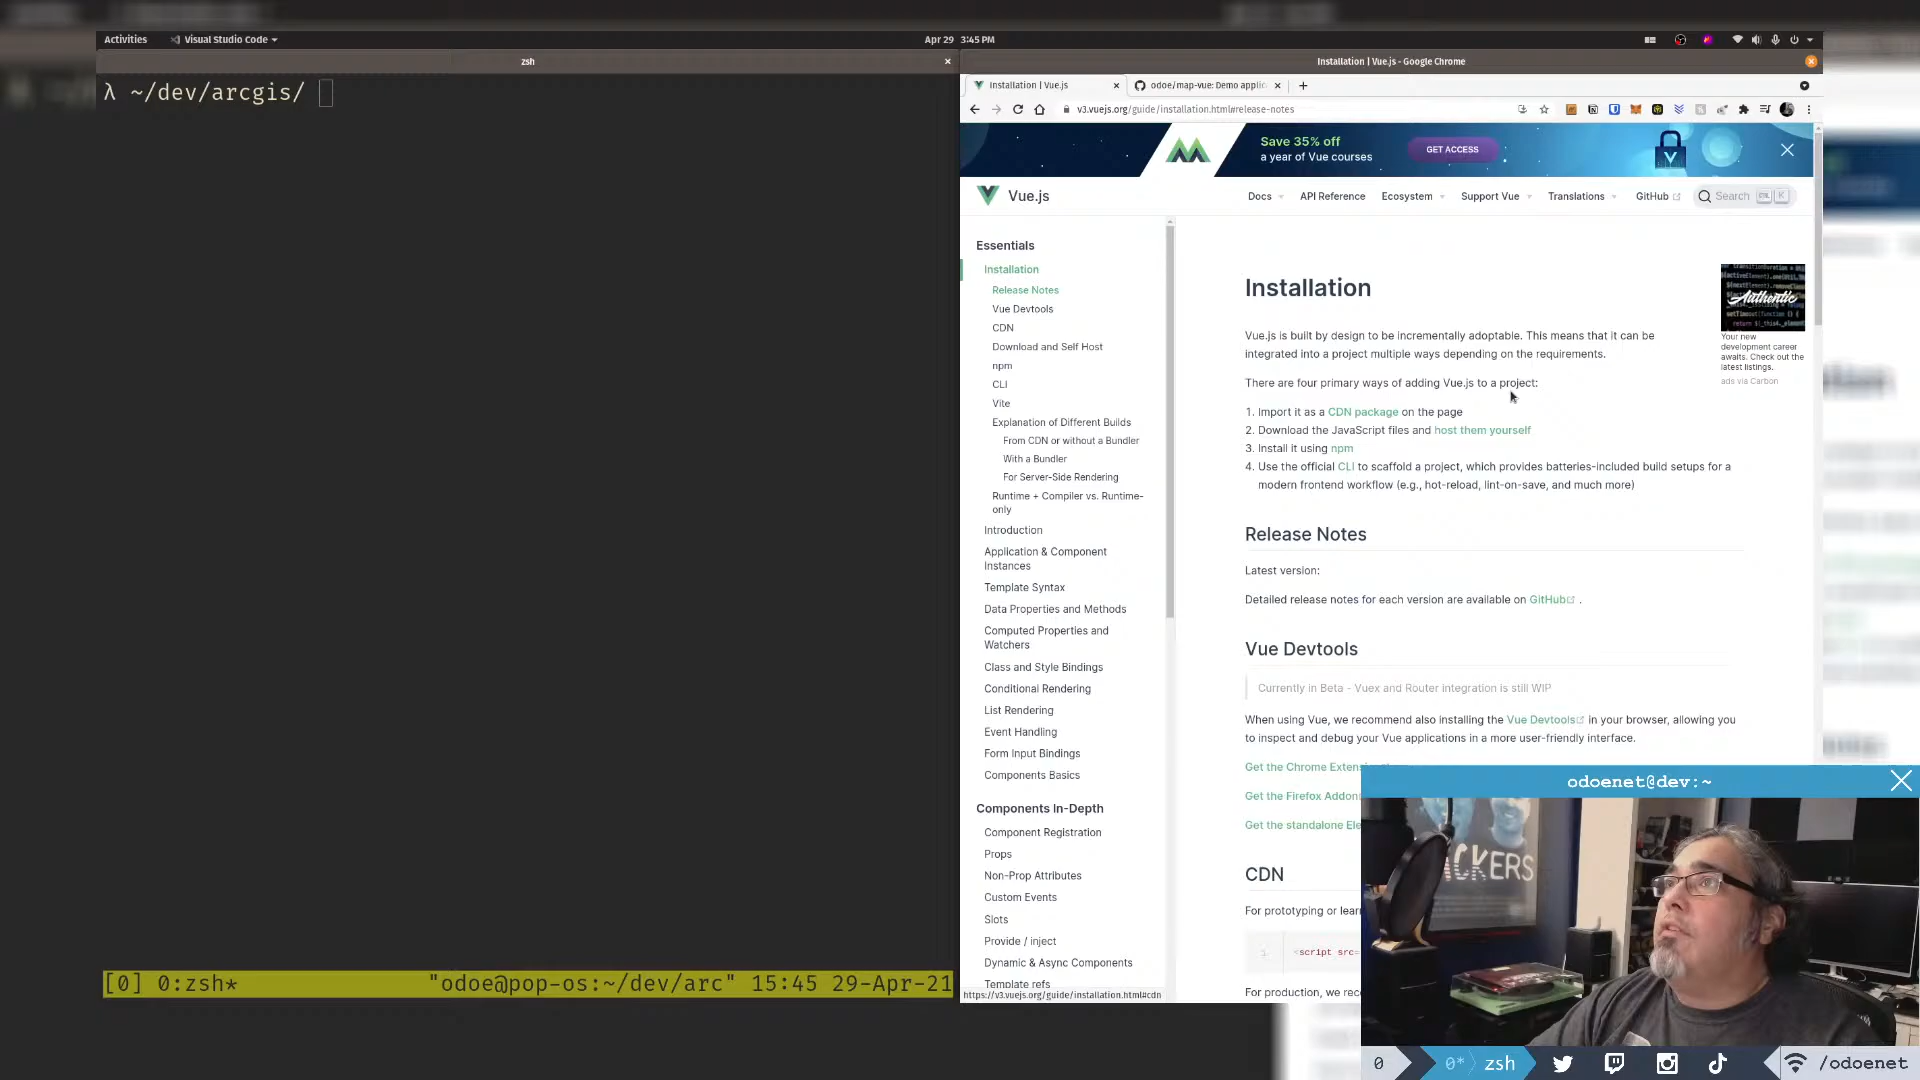 Activities
Visual Studio Code
Apr 29 3:45 PM
zsh
λ ~/dev/arcgis/
[0] 0:zsh*
"odoe@pop-os:~/dev/arc" 15:45 29-Apr-21
Installation | Vue.js - Google Chrome
Installation | Vue.js
odoe/map-vue: Demo applic
v3.vuejs.org/guide/installation.html#release-notes
Save 35% off
a year of Vue courses
GET ACCESS
Vue.js
Docs
API Reference
Ecosystem
Support Vue
Translations
GitHub
Search
K
Essentials
Installation
Release Notes
Vue Devtools
CDN
Download and Self Host
npm
CLI
Vite
Explanation of Different Builds
From CDN or without a Bundler
With a Bundler
For Server-Side Rendering
Runtime + Compiler vs. Runtime-
only
Introduction
Application & Component
Instances
Template Syntax
Data Properties and Methods
Computed Properties and
Watchers
Class and Style Bindings
Conditional Rendering
List Rendering
Event Handling
Form Input Bindings
Components Basics
Components In-Depth
Component Registration
Props
Non-Prop Attributes
Custom Events
Slots
Provide / inject
Dynamic & Async Components
Template refs
https://v3.vuejs.org/guide/installation.html#cdn
Installation
Vue.js is built by design to be incrementally adoptable. This means that it can be
integrated into a project multiple ways depending on the requirements.
There are four primary ways of adding Vue.js to a project:
1. Import it as a CDN package on the page
2. Download the JavaScript files and host them yourself
3. Install it using npm
4. Use the official CLI to scaffold a project, which provides batteries-included build setups for a
modern frontend workflow (e.g., hot-reload, lint-on-save, and much more)
Authentic
Your new
development career
awaits. Check out the
latest listings.
ads via Carbon
Release Notes
Latest version:
Detailed release notes for each version are available on GitHub .
Vue Devtools
Currently in Beta - Vuex and Router integration is still WIP
When using Vue, we recommend also installing the Vue Devtools in your browser, allowing you
to inspect and debug your Vue applications in a more user-friendly interface.
Get the Chrome Extens
Get the Firefox Addon
Get the standalone Ele
CDN
For prototyping or lear
1
<script src=
For production, we rec
odoenet@dev:~
CKERS
0
0*
zsh
/odoenet